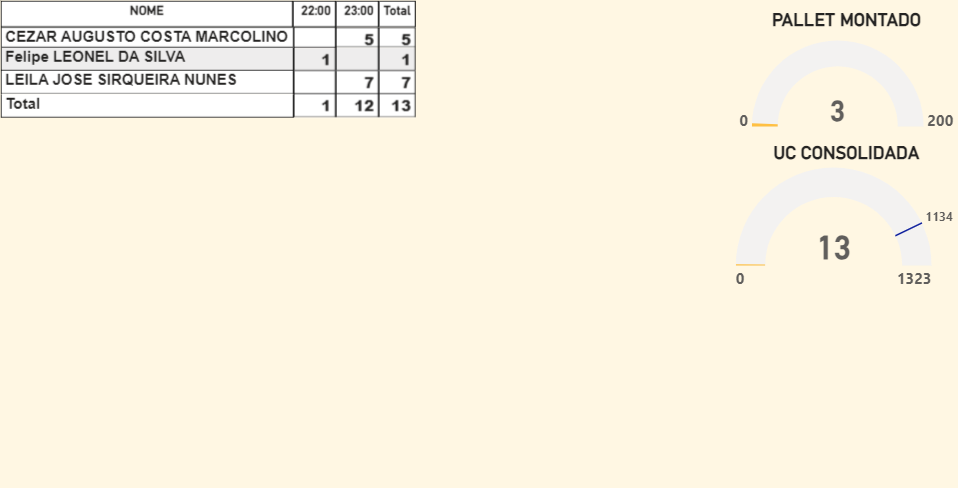 NOME 22:00 23:00 Total
CEZAR AUGUSTO COSTA MARCOLINO 5 5
Felipe LEONEL DA SILVA 1 1
LEILA JOSE SIRQUEIRA NUNES 7 7
Total 1 12 13
PALLET MONTADO
3
0 200
UC CONSOLIDADA
1134
13
0 1323